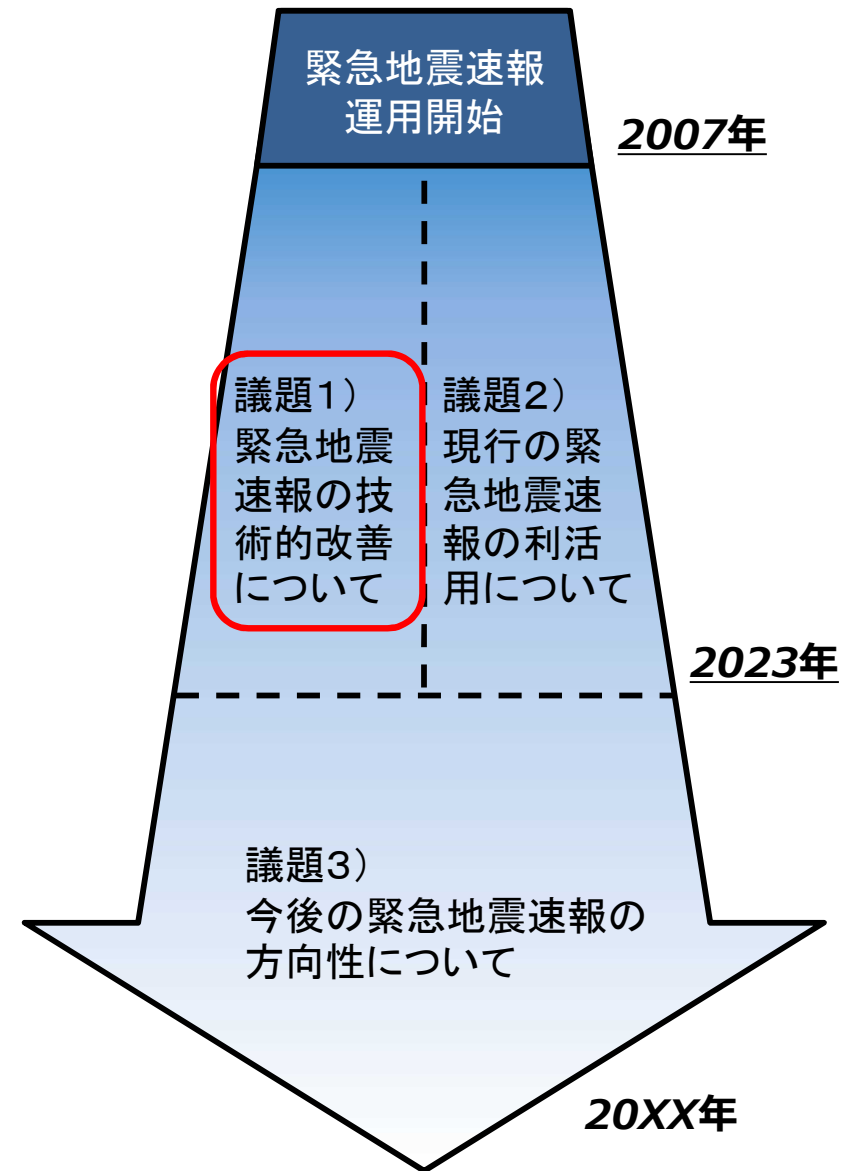 緊急地震速報
運用開始
2007年
議題1）
緊急地震
速報の技
術的改善
について
議題2）
現行の緊
急地震速
報の利活
用について
2023年
議題3）
今後の緊急地震速報の
方向性について
20XX年